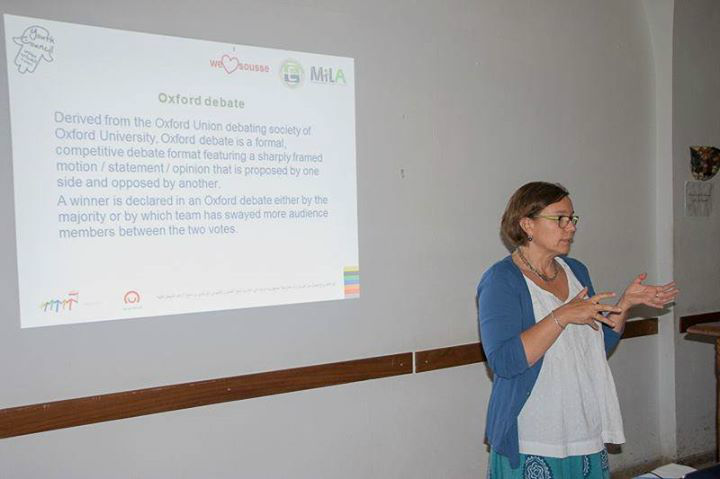 Youth
Council
we sousse
MiLA
Oxford debate
Derived from the Oxford Union debating society of
Oxford University, Oxford debate is a formal,
competitive debate format featuring a sharply framed
motion / statement / opinion that is proposed by one
side and opposed by another.
A winner is declared in an Oxford debate either by the
majority or by which team has swayed more audience
members between the two votes.